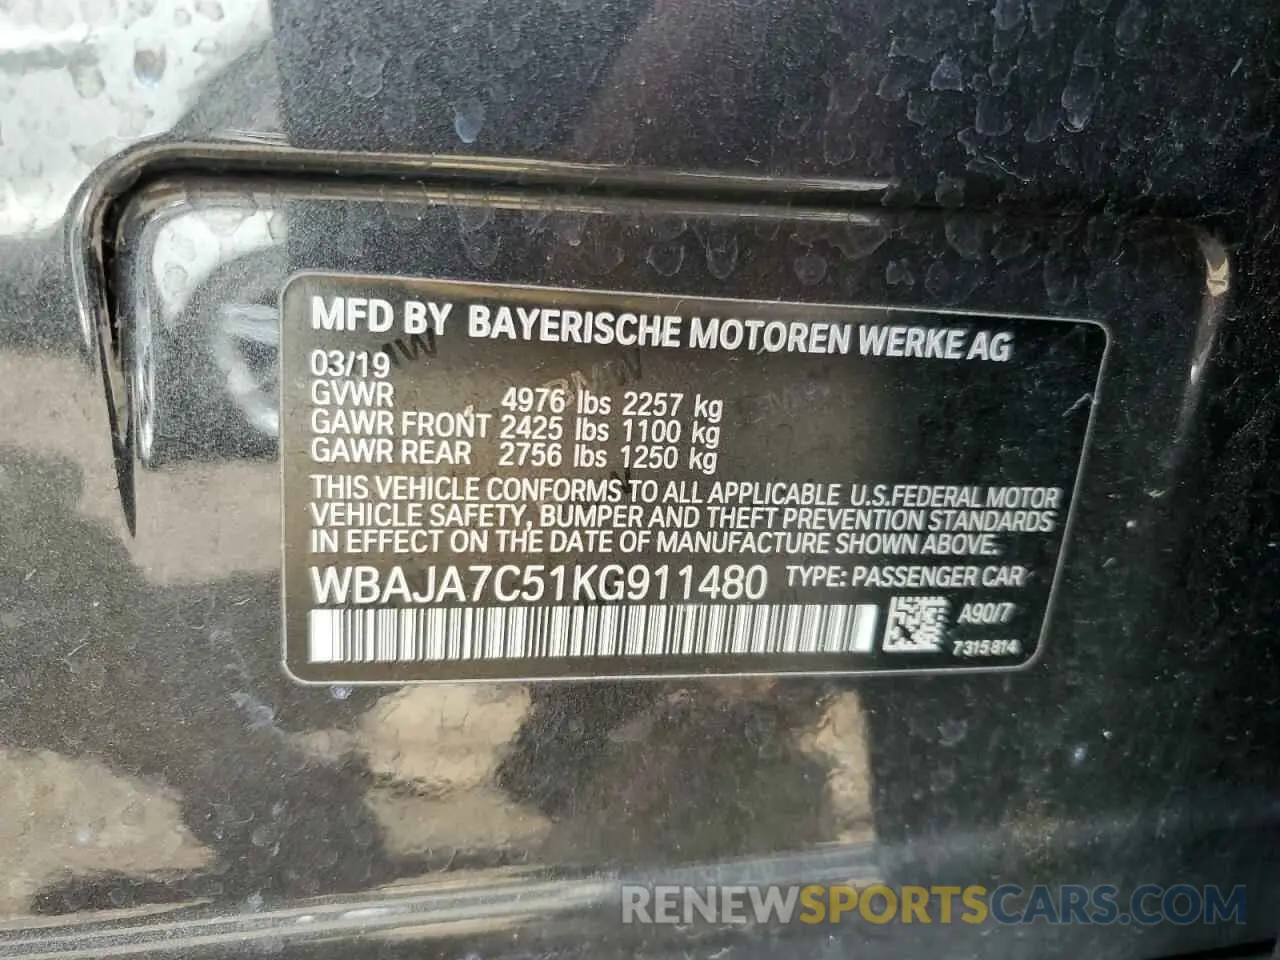 MFD BY BAYERISCHE MOTOREN WERKE AG
03/19
GVWR 4976 lbs 2257 kg
GAWR FRONT 2425 lbs 1100 kg
GAWR REAR 2756 lbs 1250 kg
THIS VEHICLE CONFORMS TO ALL APPLICABLE U.S.FEDERAL MOTOR
VEHICLE SAFETY, BUMPER AND THEFT PREVENTION STANDARDS
IN EFFECT ON THE DATE OF MANUFACTURE SHOWN ABOVE.
WBAJA7C51KG911480 TYPE: PASSENGER CAR
A90/7
7315814
RENEWSPORTSCARS.COM